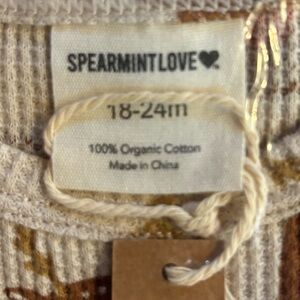 SPEARMINTLOVE
18-24m
100% Organic Cotton
Made in China